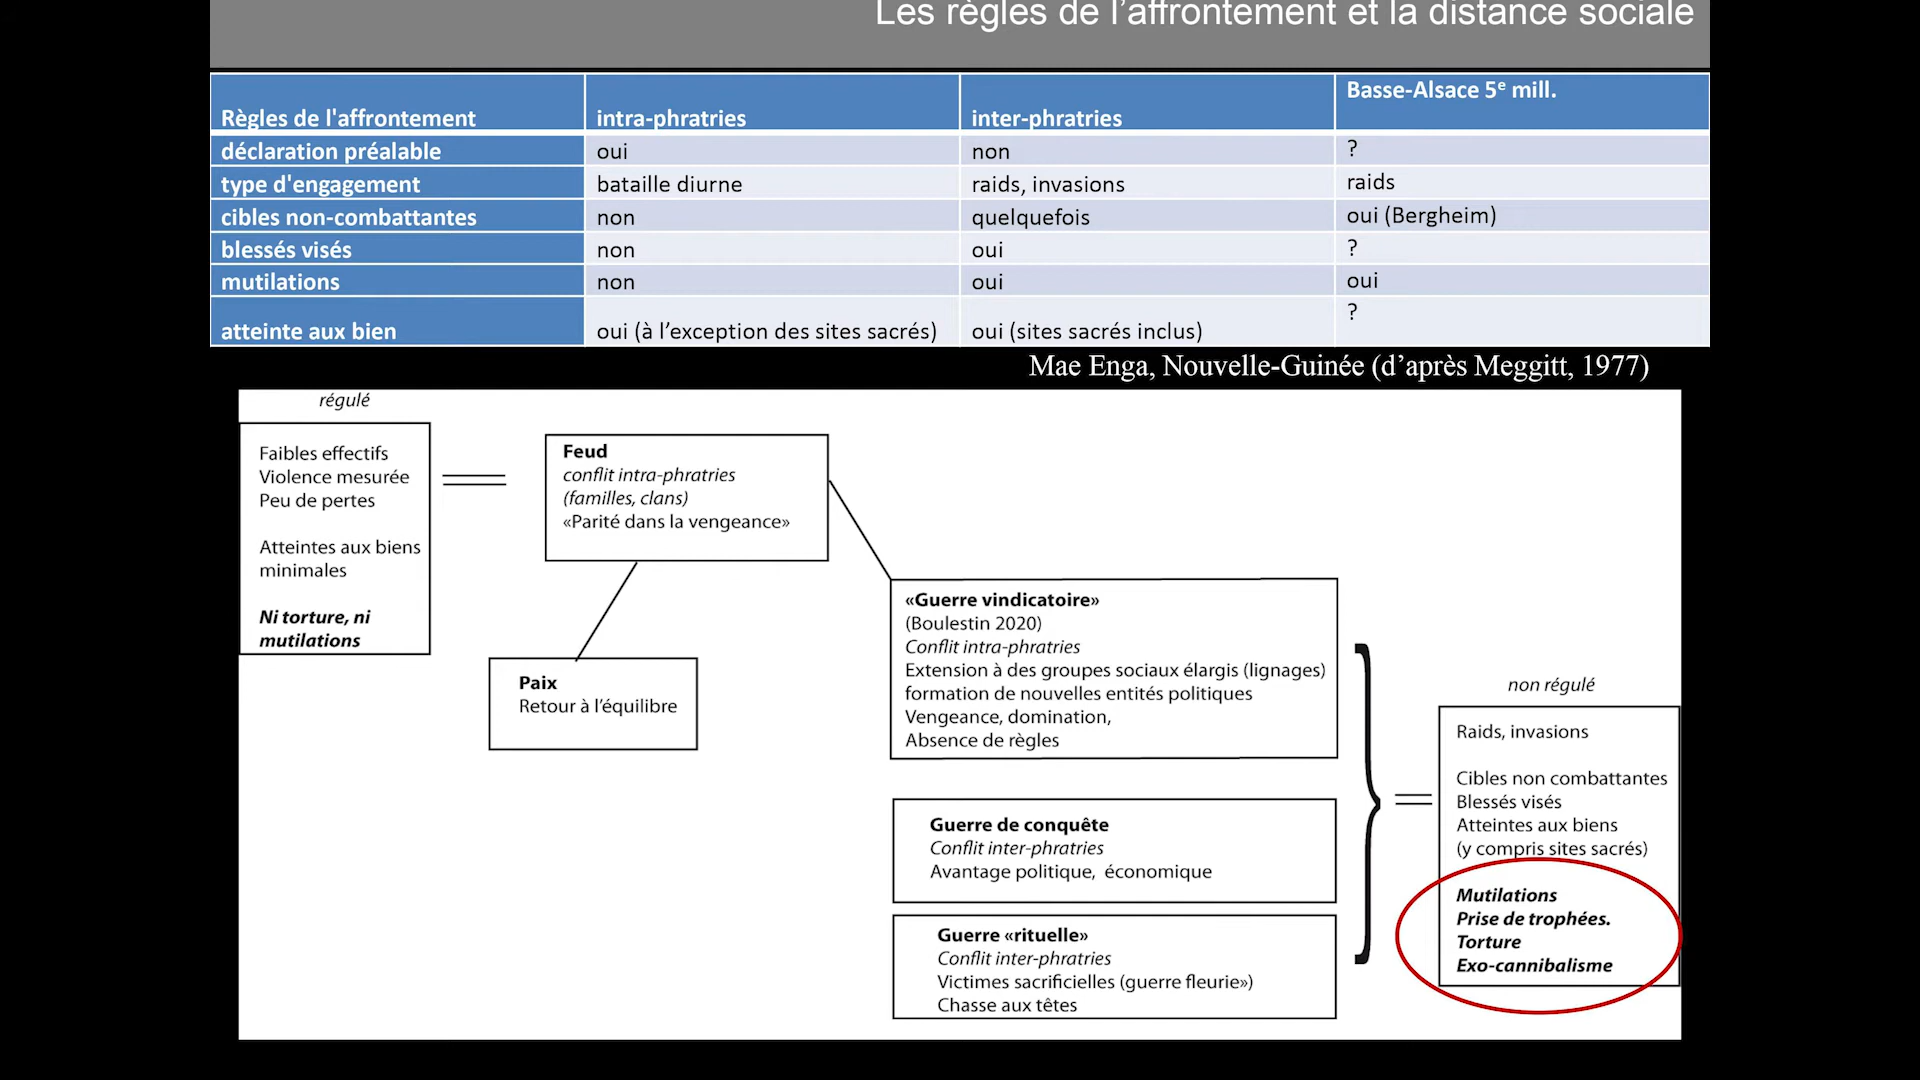 Les règles de l'affrontement et la distance sociale
Règles de l'affrontement intra-phratries inter-phratries Basse-Alsace 5e mill.
déclaration préalable oui non ?
type d'engagement bataille diurne raids, invasions raids
cibles non-combattantes non quelquefois oui (Bergheim)
blessés visés non oui ?
mutilations non oui oui
atteinte aux bien oui (à l’exception des sites sacrés) oui (sites sacrés inclus) ?
Mae Enga, Nouvelle-Guinée (d’après Meggitt, 1977)
régulé
Faibles effectifs
Violence mesurée
Peu de pertes
Atteintes aux biens
minimales
Ni torture, ni
mutilations
Feud
conflit intra-phratries
(familles, clans)
«Parité dans la vengeance»
Paix
Retour à l’équilibre
«Guerre vindicatoire»
(Boulestin 2020)
Conflit intra-phratries
Extension à des groupes sociaux élargis (lignages)
formation de nouvelles entités politiques
Vengeance, domination,
Absence de règles
Guerre de conquête
Conflit inter-phratries
Avantage politique, économique
Guerre «rituelle»
Conflit inter-phratries
Victimes sacrificielles (guerre fleurie»)
Chasse aux têtes
non régulé
Raids, invasions
Cibles non combattantes
Blessés visés
Atteintes aux biens
(y compris sites sacrés)
Mutilations
Prise de trophées.
Torture
Exo-cannibalisme